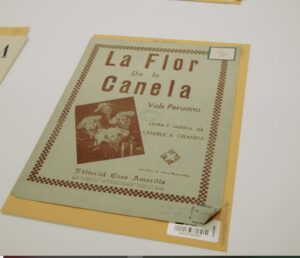 La Flor
De la
Canela
Vals Peruano
LETRA Y MUSICA DE
CHABUCA GRANDA
Editorial Casa Amarilla